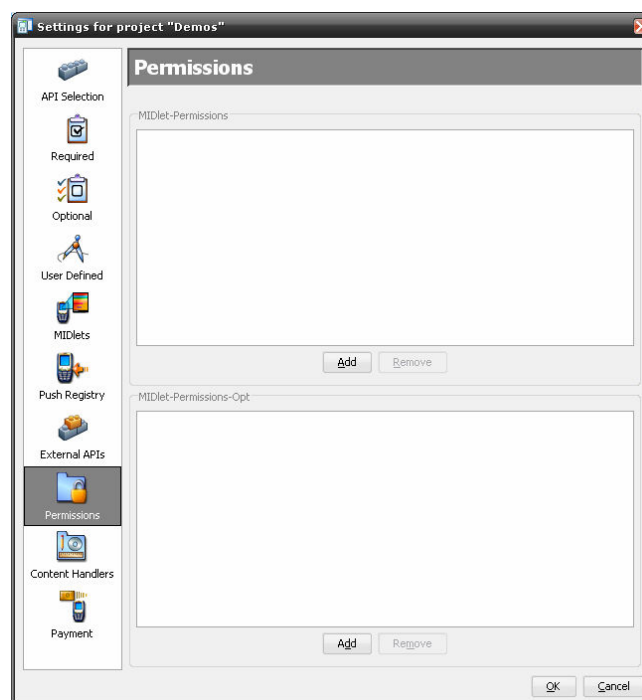 Settings for project "Demos"
API Selection
Required
Optional
User Defined
MIDlets
Push Registry
External APIs
Permissions
Content Handlers
Payment
Permissions
MIDlet-Permissions
Add Remove
MIDlet-Permissions-Opt
Add Remove
OK Cancel